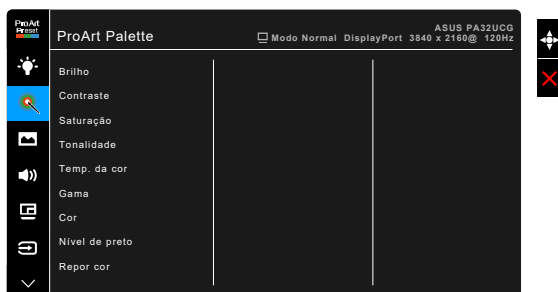 ProArt
Preset
ProArt Palette
ASUS PA32UCG
Modo Normal DisplayPort 3840 x 2160@ 120Hz
Brilho
Contraste
Saturação
Tonalidade
Temp. da cor
Gama
Cor
Nível de preto
Repor cor